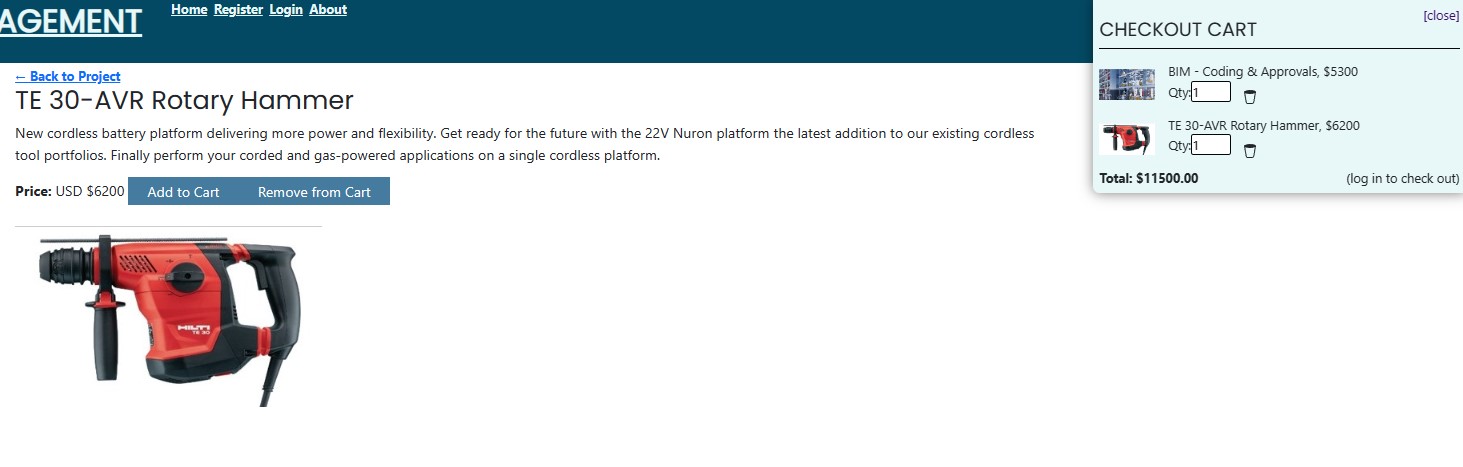 AGEMENT
Home Register Login About
← Back to Project
TE 30-AVR Rotary Hammer
New cordless battery platform delivering more power and flexibility. Get ready for the future with the 22V Nuron platform the latest addition to our existing cordless
tool portfolios. Finally perform your corded and gas-powered applications on a single cordless platform.
Price: USD $6200 Add to Cart Remove from Cart
HILTI
TE 30
[close]
CHECKOUT CART
BIM - Coding & Approvals, $5300
Qty:1
TE 30-AVR Rotary Hammer, $6200
Qty:1
Total: $11500.00 (log in to check out)